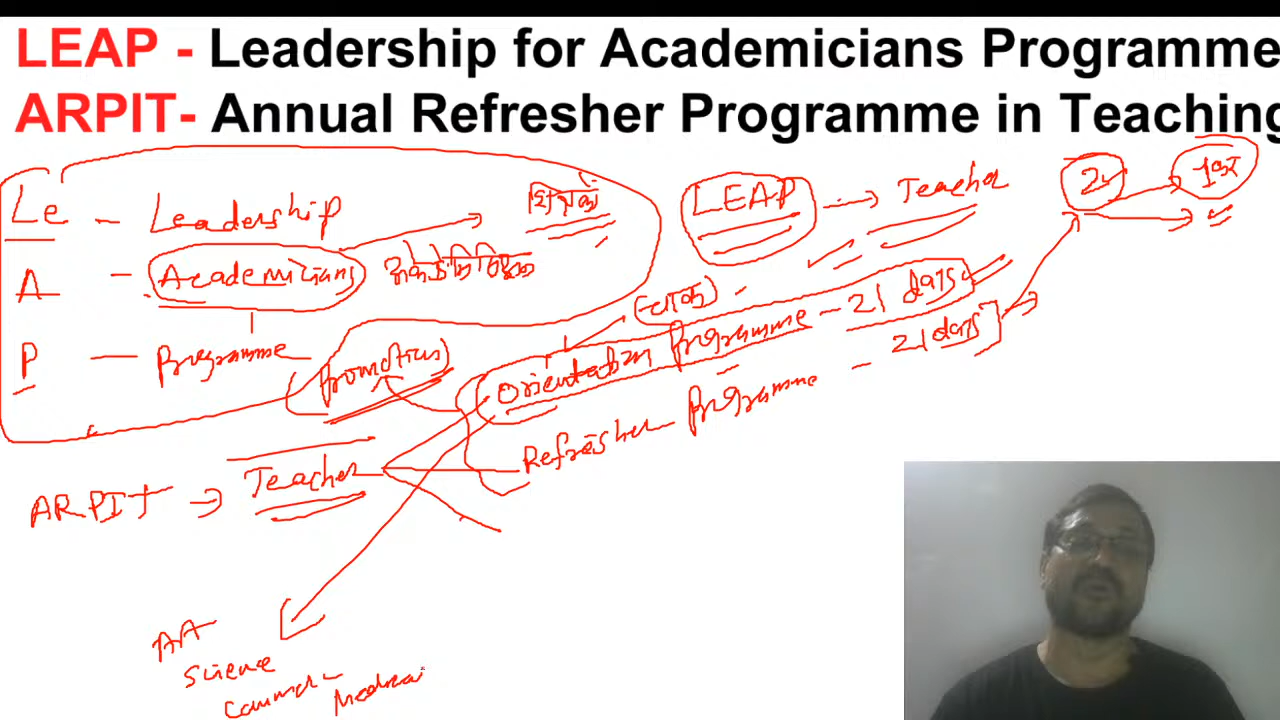 LEAP - Leadership for Academicians Programme
ARPIT- Annual Refresher Programme in Teaching
Le - Leadership
A - Academicians
P - Programme
LEAP → Teacher
Promotions
Orientation Programme - 21 days
Refresher Programme - 21 days
ARPIT → Teacher
Science